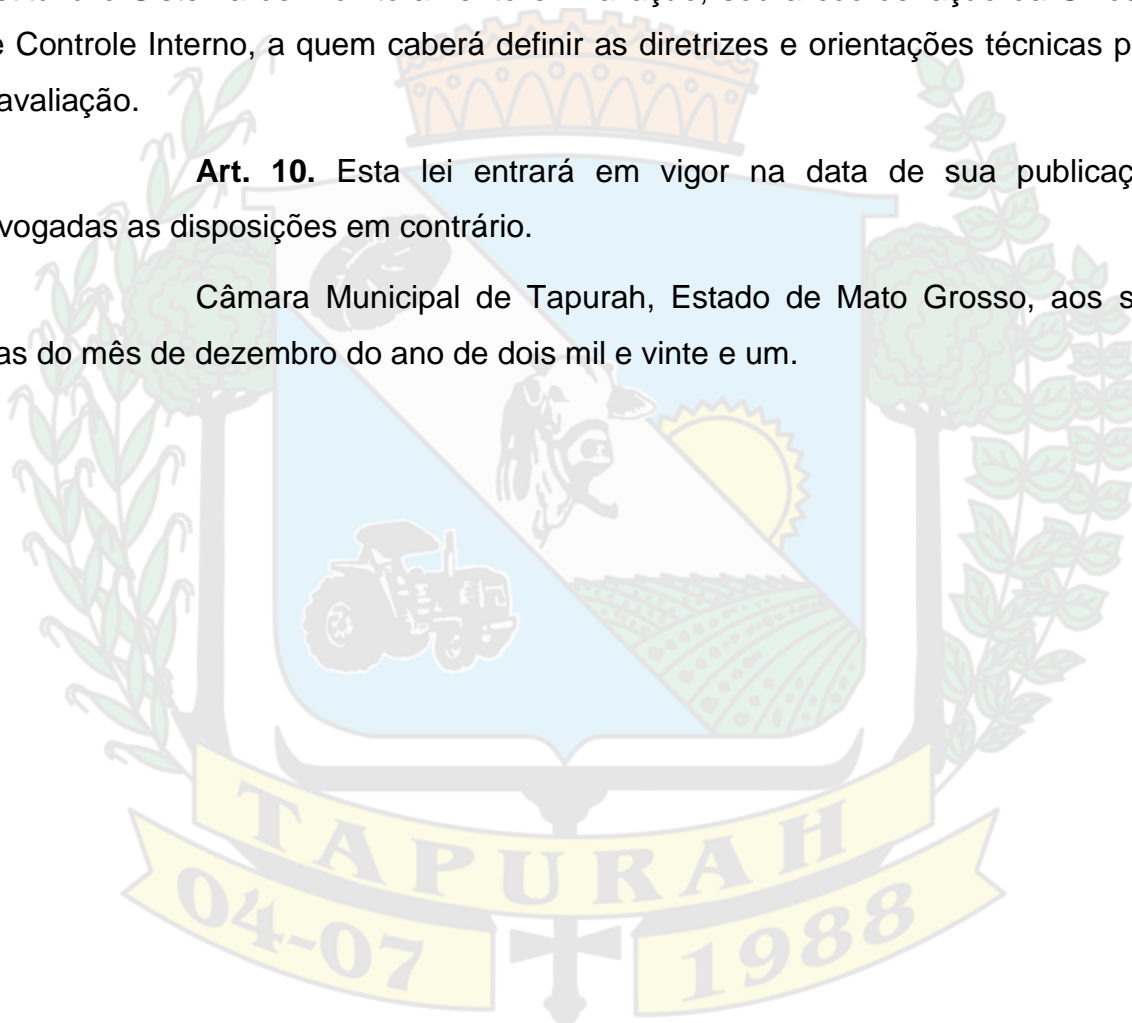 e Controle Interno, a quem caberá definir as diretrizes e orientações técnicas p
avaliação.
Art. 10. Esta lei entrará em vigor na data de sua publicaç
vogadas as disposições em contrário.
Câmara Municipal de Tapurah, Estado de Mato Grosso, aos s
as do mês de dezembro do ano de dois mil e vinte e um.
TAPURAH
04-07 1988